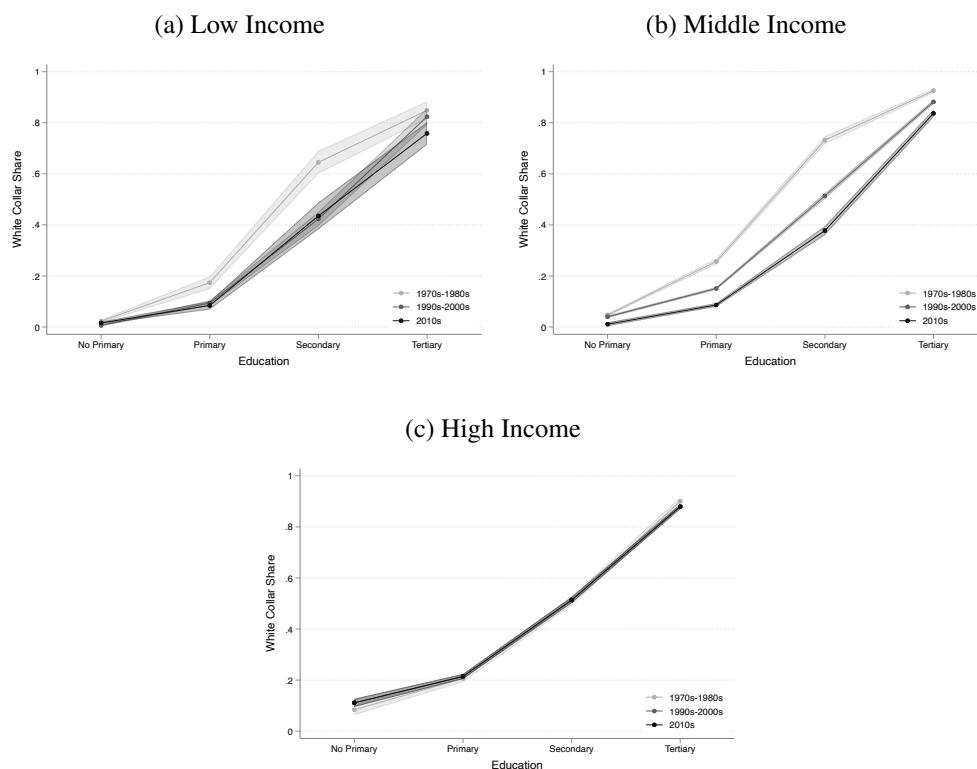 (a) Low Income
1
.8
.6
.4
.2
0
White Collar Share
No Primary
Primary
Secondary
Tertiary
Education
1970s-1980s
1990s-2000s
2010s
(b) Middle Income
1
.8
.6
.4
.2
0
White Collar Share
No Primary
Primary
Secondary
Tertiary
Education
1970s-1980s
1990s-2000s
2010s
(c) High Income
1
.8
.6
.4
.2
0
White Collar Share
No Primary
Primary
Secondary
Tertiary
Education
1970s-1980s
1990s-2000s
2010s